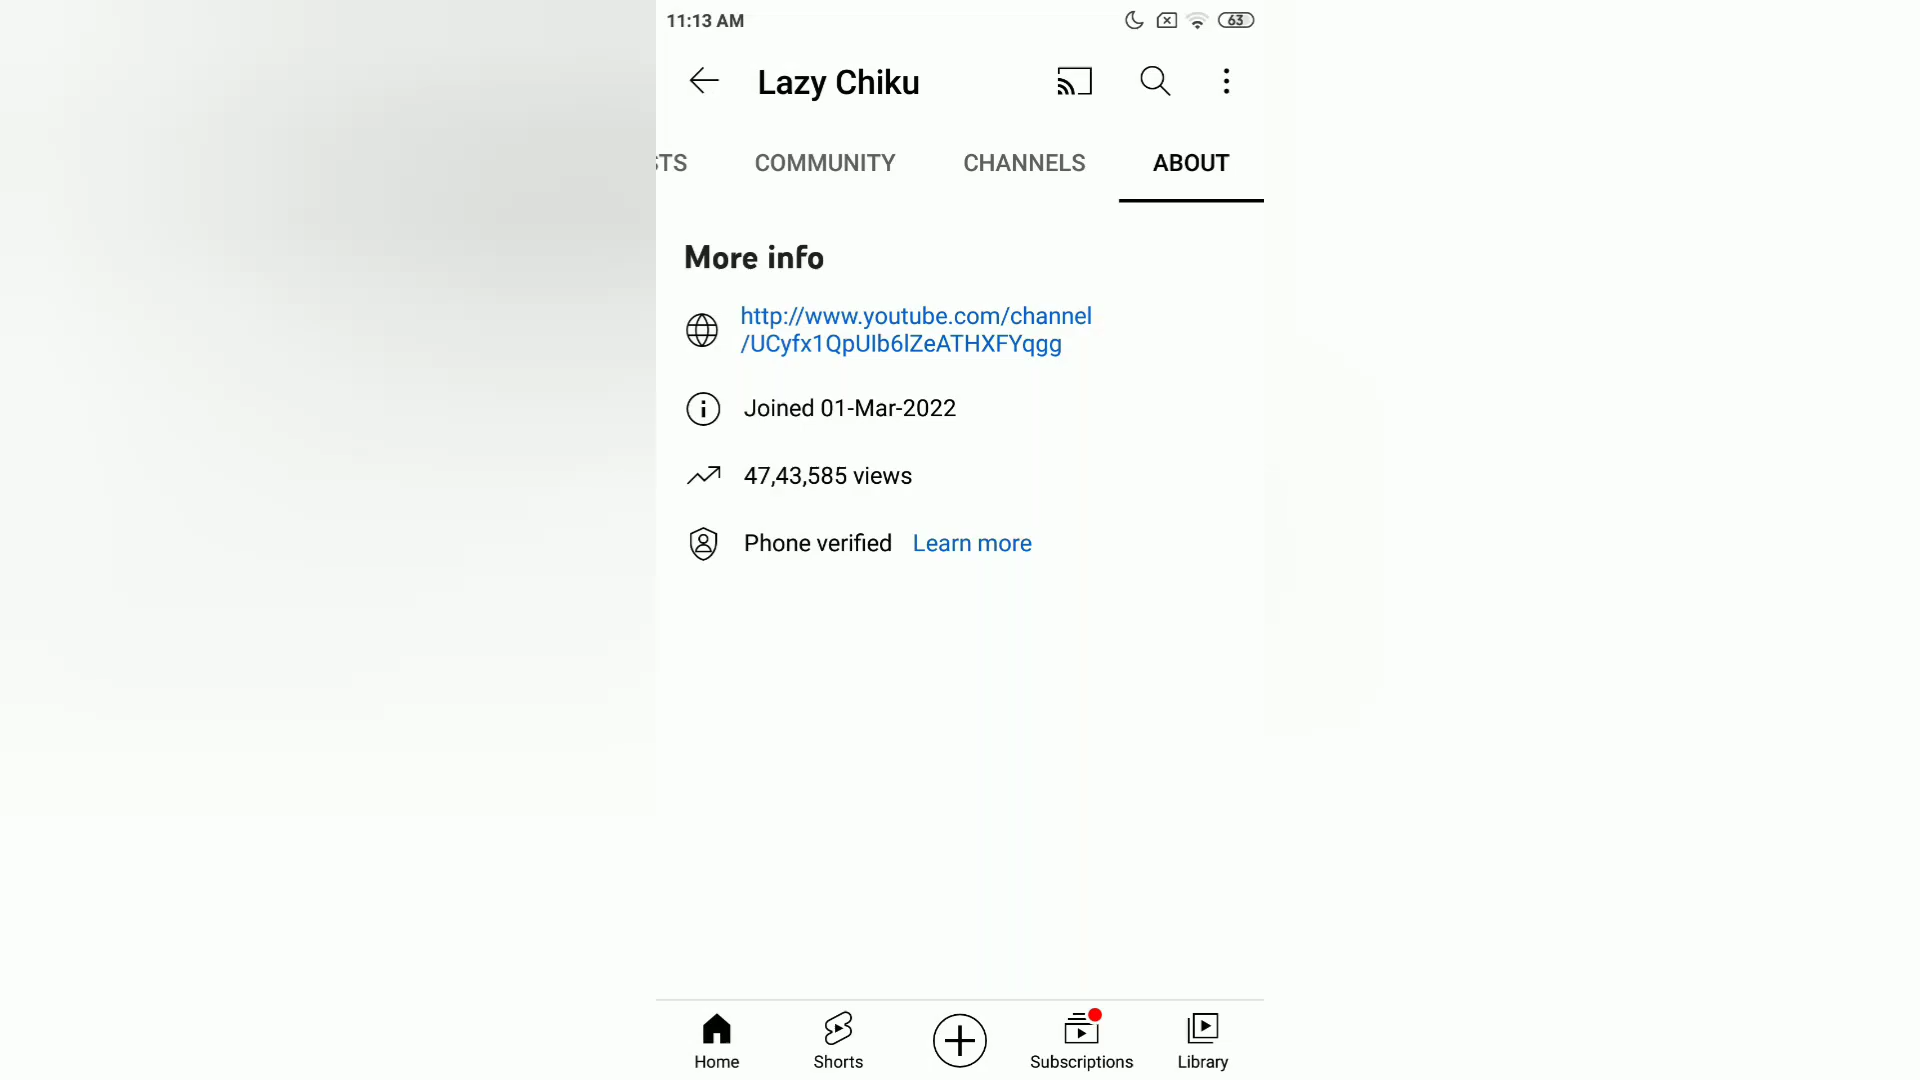 11:13 AM
63
Lazy Chiku
STS COMMUNITY CHANNELS ABOUT
More info
http://www.youtube.com/channel
/UCyfx1QpUIb6lZeATHXFYqgg
Joined 01-Mar-2022
47,43,585 views
Phone verified Learn more
Home Shorts Subscriptions Library